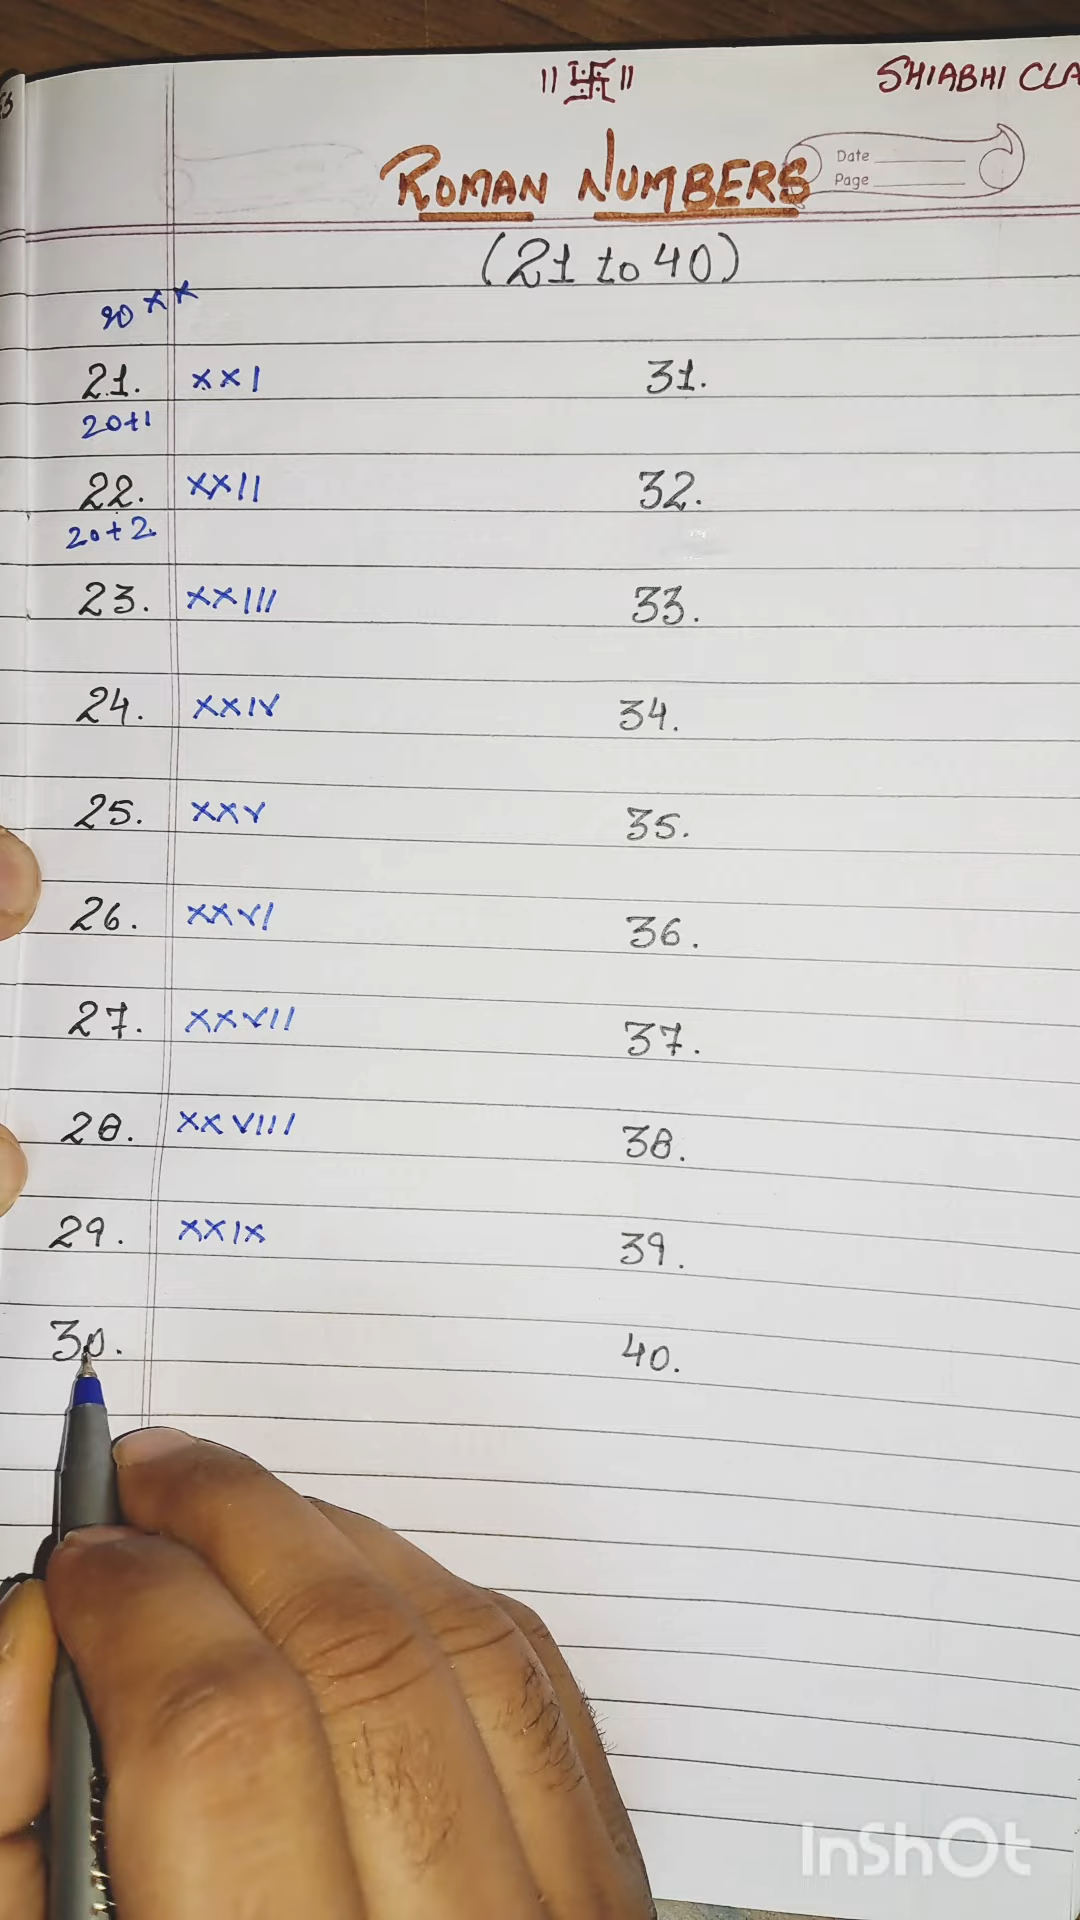 ||卐|| SHIABHI CLA
ES
Date
ROMAN NUMBERS
Page
(21 to 40)
20 XX
21. XXI 31.
20+1
22. XXII 32.
20+2
23. XXIII 33.
24. XXIV 34.
25. XXV 35.
26. XXVI 36.
27. XXVII 37.
28. XXVIII 38.
29. XXIX 39.
30. 40.
InShOt